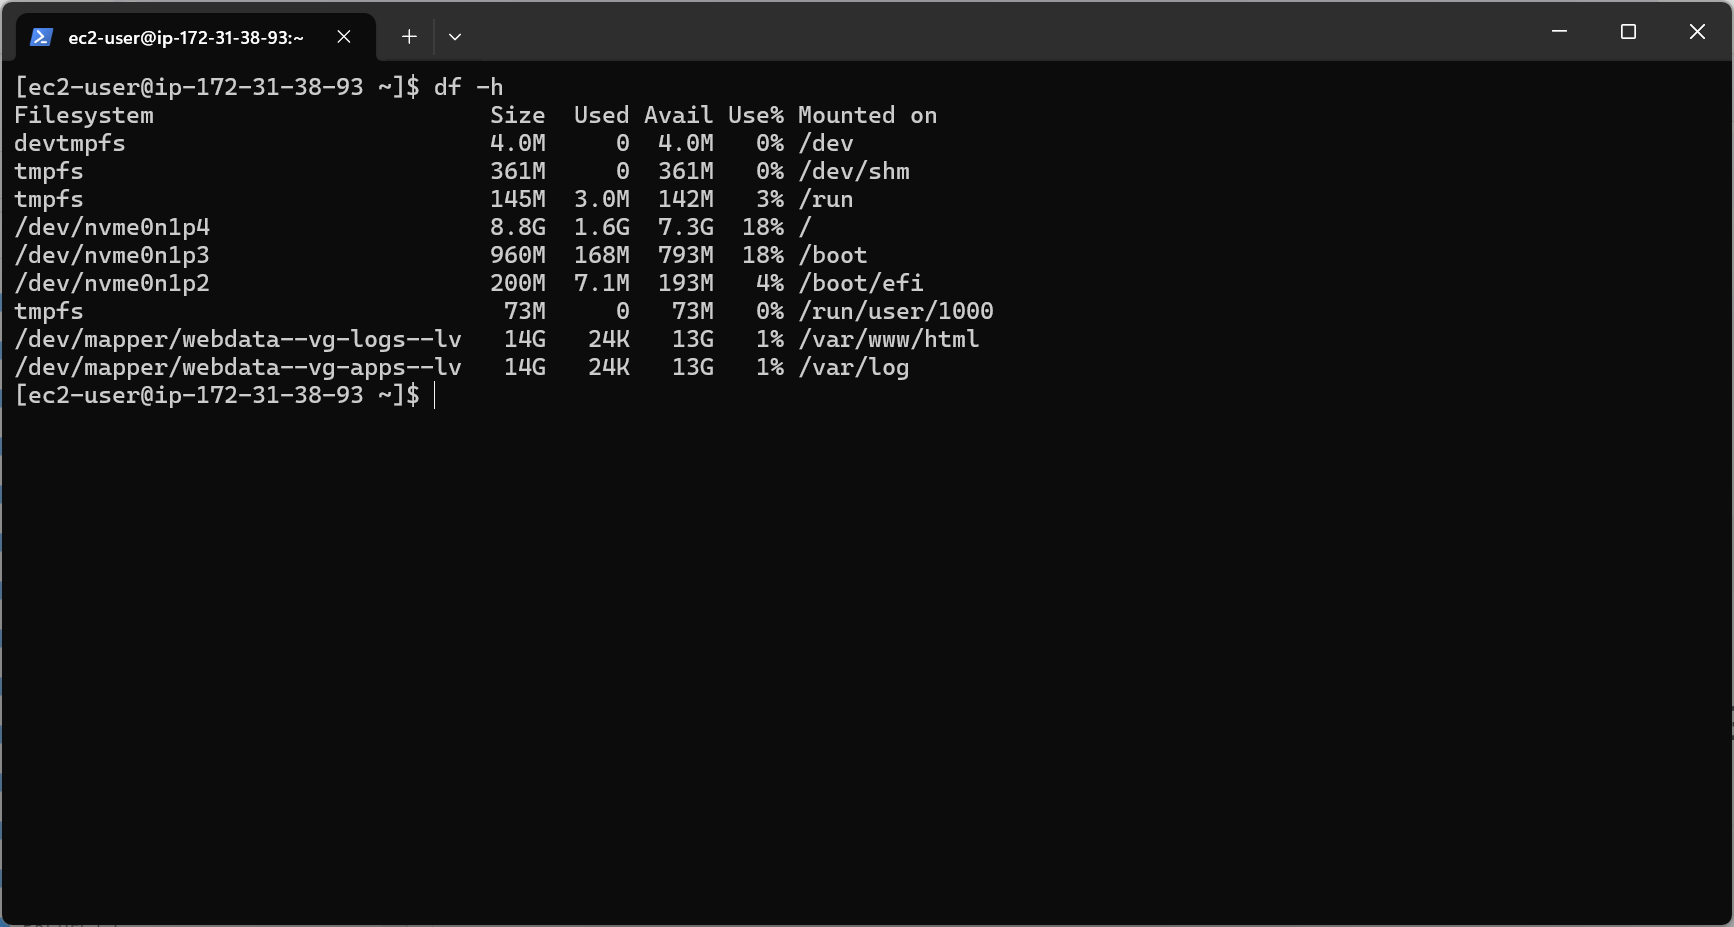 ec2-user@ip-172-31-38-93:~
[ec2-user@ip-172-31-38-93 ~]$ df -h
Filesystem                        Size  Used Avail Use% Mounted on
devtmpfs                          4.0M     0  4.0M   0% /dev
tmpfs                             361M     0  361M   0% /dev/shm
tmpfs                             145M  3.0M  142M   3% /run
/dev/nvme0n1p4                    8.8G  1.6G  7.3G  18% /
/dev/nvme0n1p3                    960M  168M  793M  18% /boot
/dev/nvme0n1p2                    200M  7.1M  193M   4% /boot/efi
tmpfs                              73M     0   73M   0% /run/user/1000
/dev/mapper/webdata--vg-logs--lv   14G   24K   13G   1% /var/www/html
/dev/mapper/webdata--vg-apps--lv   14G   24K   13G   1% /var/log
[ec2-user@ip-172-31-38-93 ~]$